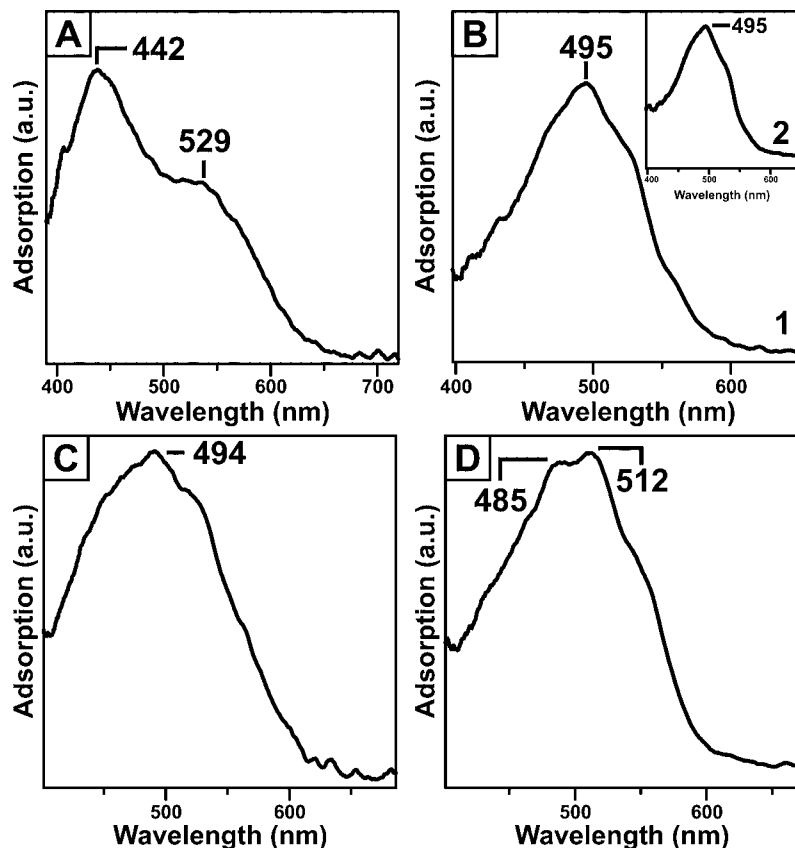 A
442
529
Adsorption (a.u.)
400 500 600 700
Wavelength (nm)
B
495
1
Adsorption (a.u.)
400 500 600
Wavelength (nm)
495
2
400 500 600
Wavelength (nm)
C
494
Adsorption (a.u.)
500 600
Wavelength (nm)
D
485
512
Adsorption (a.u.)
500 600
Wavelength (nm)